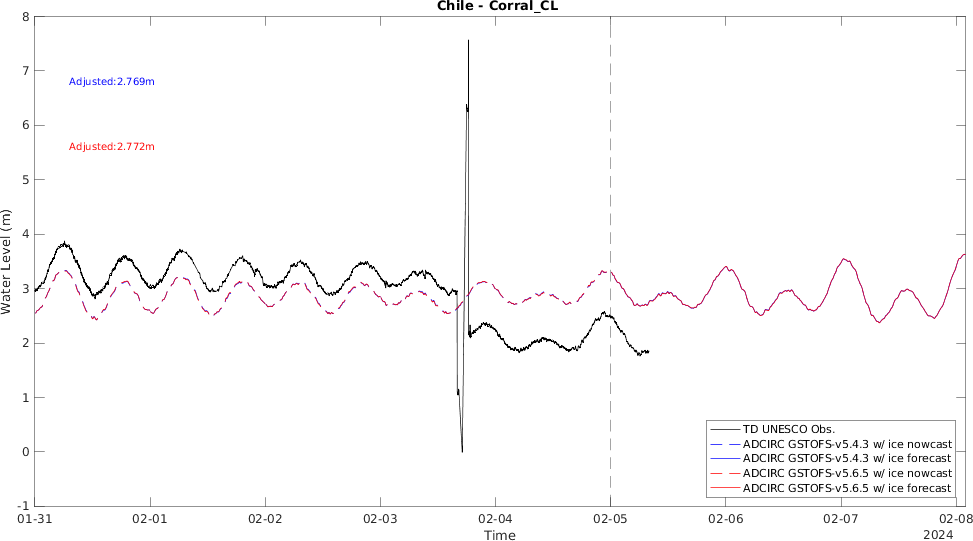 Chile - Corral_CL
8
7
6
5
4
3
2
1
0
-1
Water Level (m)
Adjusted:2.769m
Adjusted:2.772m
TD UNESCO Obs.
ADCIRC GSTOFS-v5.4.3 w/ ice nowcast
ADCIRC GSTOFS-v5.4.3 w/ ice forecast
ADCIRC GSTOFS-v5.6.5 w/ ice nowcast
ADCIRC GSTOFS-v5.6.5 w/ ice forecast
01-31 02-01 02-02 02-03 02-04 02-05 02-06 02-07 02-08
Time
2024